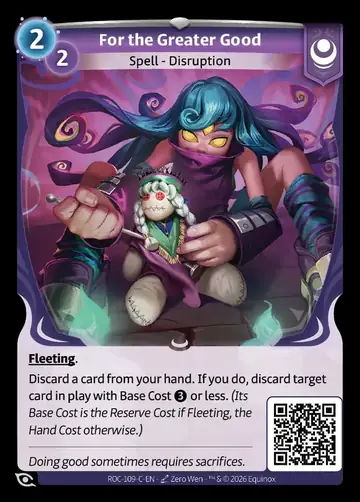 2
For the Greater Good
2
Spell - Disruption
Fleeting.
Discard a card from your hand. If you do, discard target
card in play with Base Cost 3 or less. (Its
Base Cost is the Reserve Cost if Fleeting, the
Hand Cost otherwise.)
Doing good sometimes requires sacrifices.
ROC-109-C-EN - Zero Wen - ™ & © 2026 Equinox